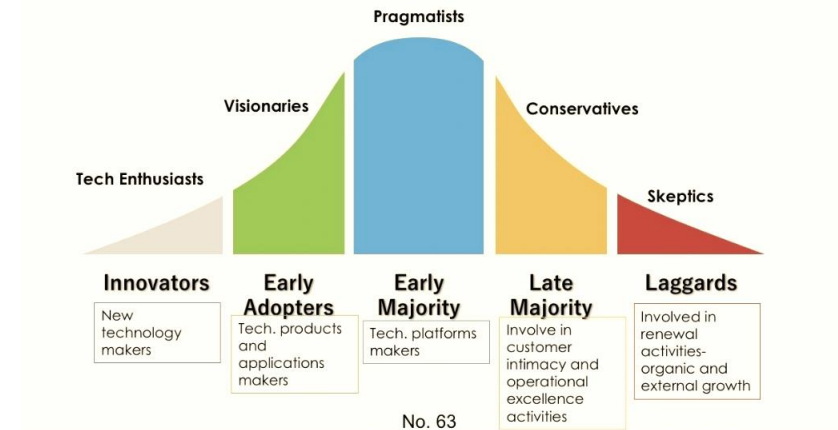 Pragmatists
Visionaries
Conservatives
Tech Enthusiasts
Skeptics
Innovators
New
technology
makers
Early
Adopters
Tech. products
and
applications
makers
Early
Majority
Tech. platforms
makers
Late
Majority
Involve in
customer
intimacy and
operational
excellence
activities
Laggards
Involved in
renewal
activities-
organic and
external growth
No. 63